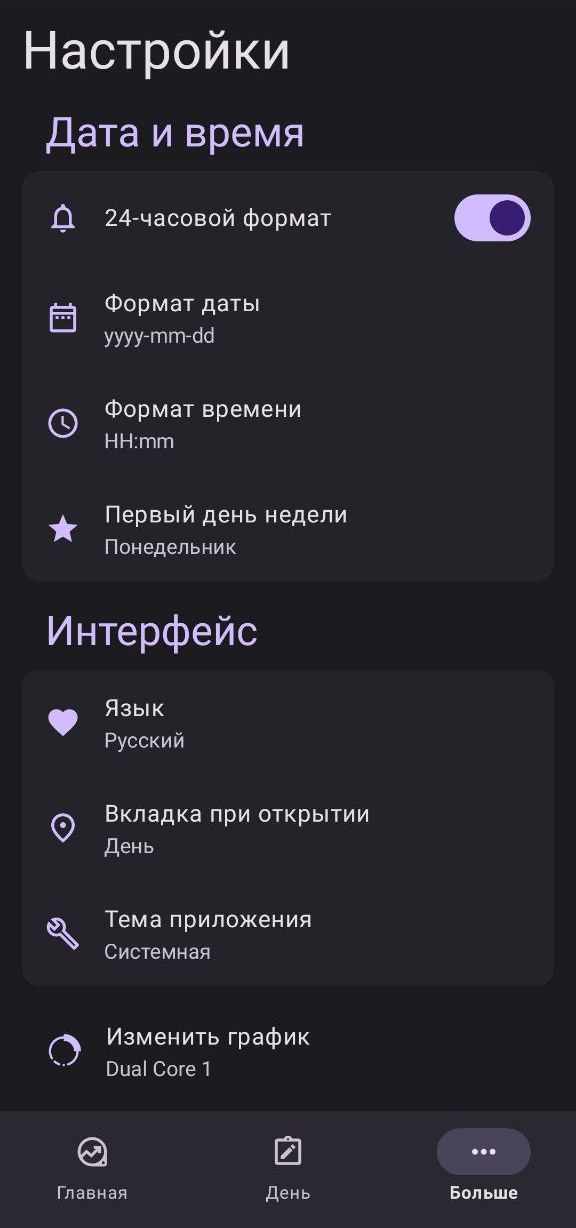 Настройки
Дата и время
24-часовой формат
Формат даты
yyyy-mm-dd
Формат времени
HH:mm
Первый день недели
Понедельник
Интерфейс
Язык
Русский
Вкладка при открытии
День
Тема приложения
Системная
Изменить график
Dual Core 1
Главная
День
Больше